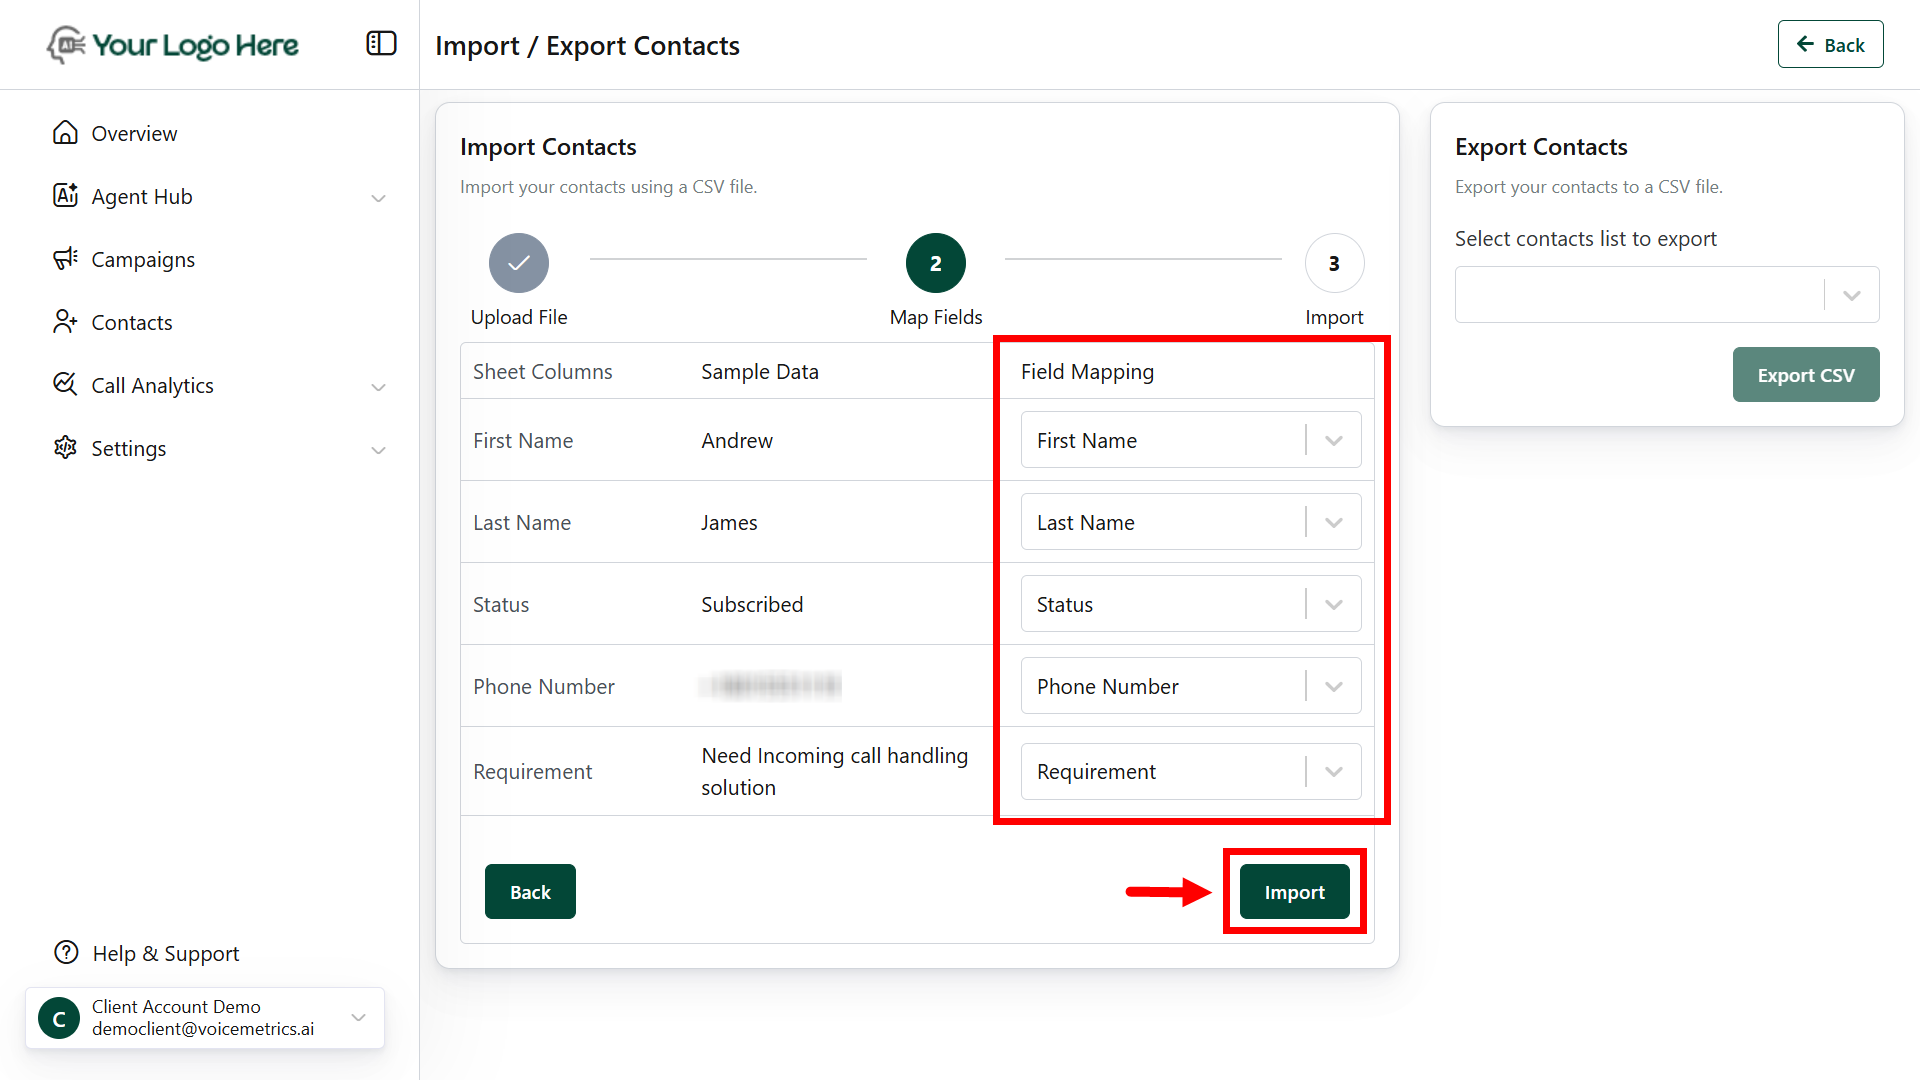 Your Logo Here
Import / Export Contacts
Back
Overview
Agent Hub
Campaigns
Contacts
Call Analytics
Settings
Help & Support
C
Client Account Demo
democlient@voicemetrics.ai
Import Contacts
Import your contacts using a CSV file.
2
3
Upload File
Map Fields
Import
Sheet Columns Sample Data Field Mapping
First Name Andrew First Name
Last Name James Last Name
Status Subscribed Status
Phone Number Phone Number
Requirement Need Incoming call handling solution Requirement
Back
Import
Export Contacts
Export your contacts to a CSV file.
Select contacts list to export
Export CSV